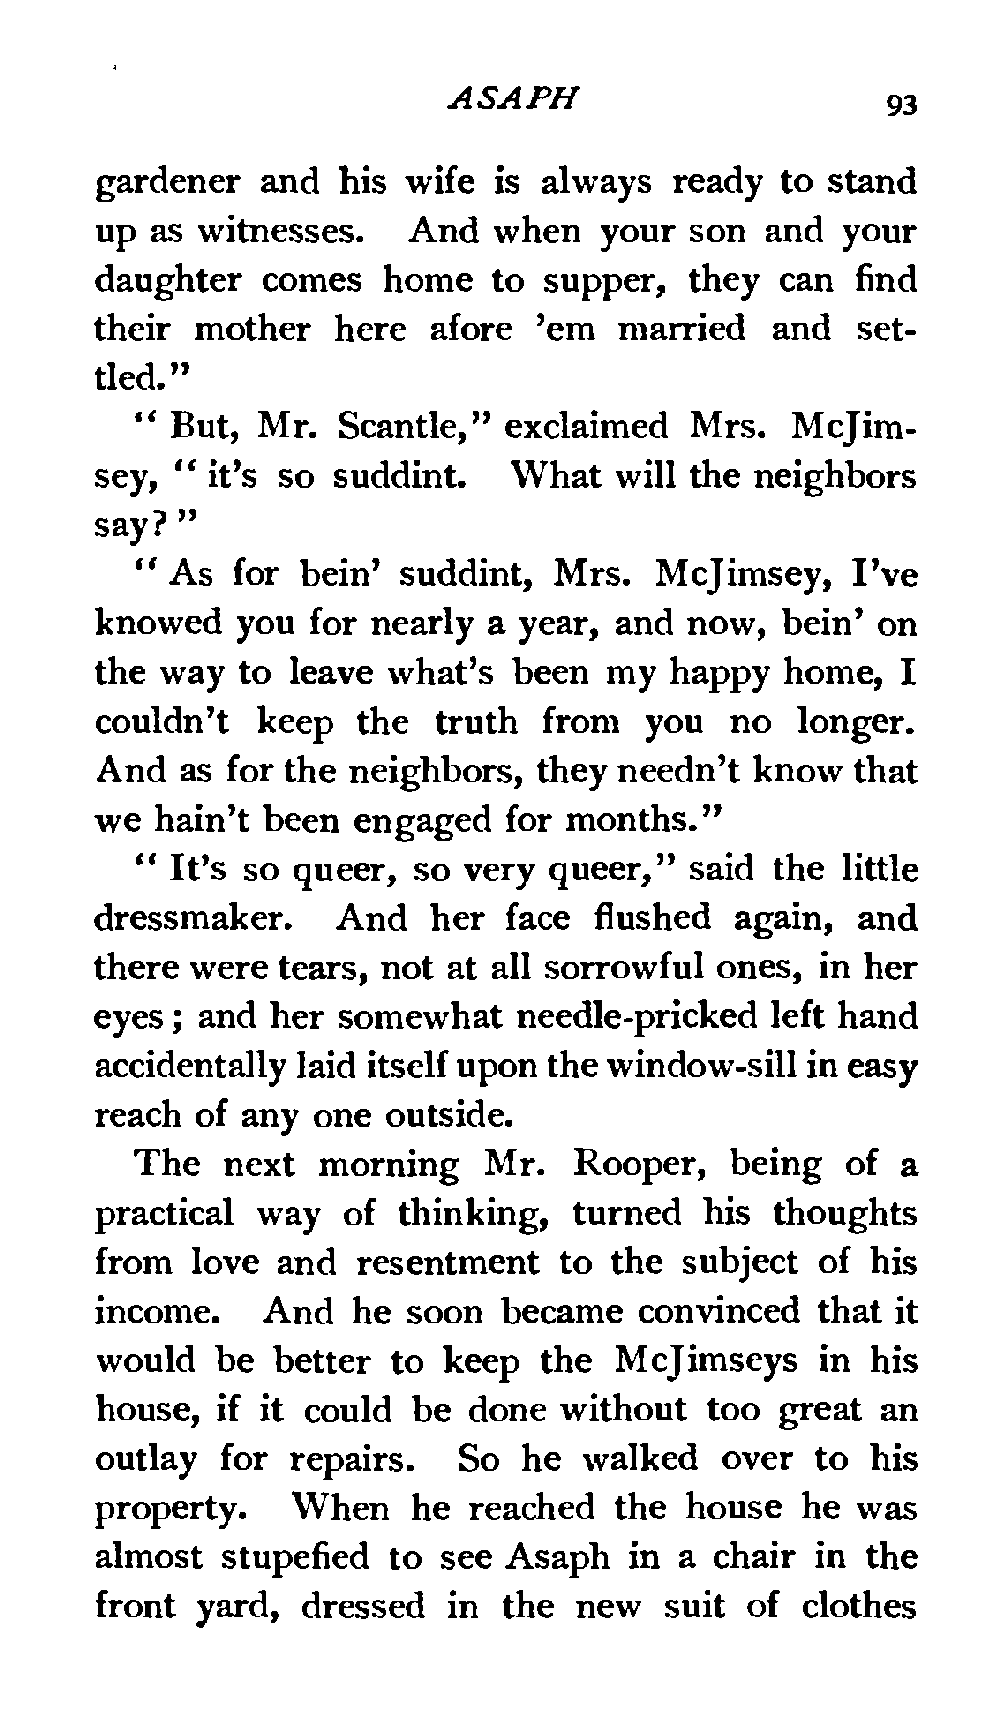 ASAPH 93
gardener and his wife is always ready to stand
up as witnesses. And when your son and your
daughter comes home to supper, they can find
their mother here afore ’em married and set-
tled.”
“ But, Mr. Scantle,” exclaimed Mrs. McJim-
sey, “ it’s so suddint. What will the neighbors
say? ”
“ As for bein’ suddint, Mrs. McJimsey, I’ve
knowed you for nearly a year, and now, bein’ on
the way to leave what’s been my happy home, I
couldn’t keep the truth from you no longer.
And as for the neighbors, they needn’t know that
we hain’t been engaged for months.”
“ It’s so queer, so very queer,” said the little
dressmaker. And her face flushed again, and
there were tears, not at all sorrowful ones, in her
eyes ; and her somewhat needle-pricked left hand
accidentally laid itself upon the window-sill in easy
reach of any one outside.
The next morning Mr. Rooper, being of a
practical way of thinking, turned his thoughts
from love and resentment to the subject of his
income. And he soon became convinced that it
would be better to keep the McJimseys in his
house, if it could be done without too great an
outlay for repairs. So he walked over to his
property. When he reached the house he was
almost stupefied to see Asaph in a chair in the
front yard, dressed in the new suit of clothes